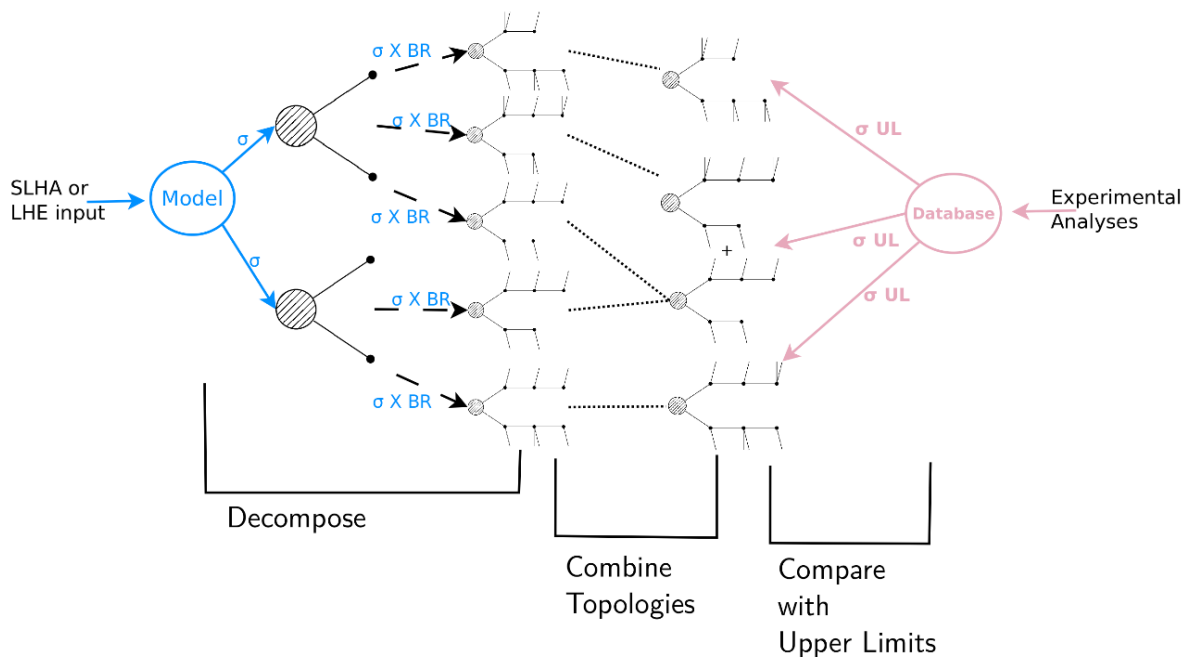 σ X BR
σ X BR
σ X BR
σ X BR
σ X BR
σ
σ
SLHA or
LHE input
Model
+
σ UL
σ UL
σ UL
Database
Experimental
Analyses
Decompose
Combine
Topologies
Compare
with
Upper Limits